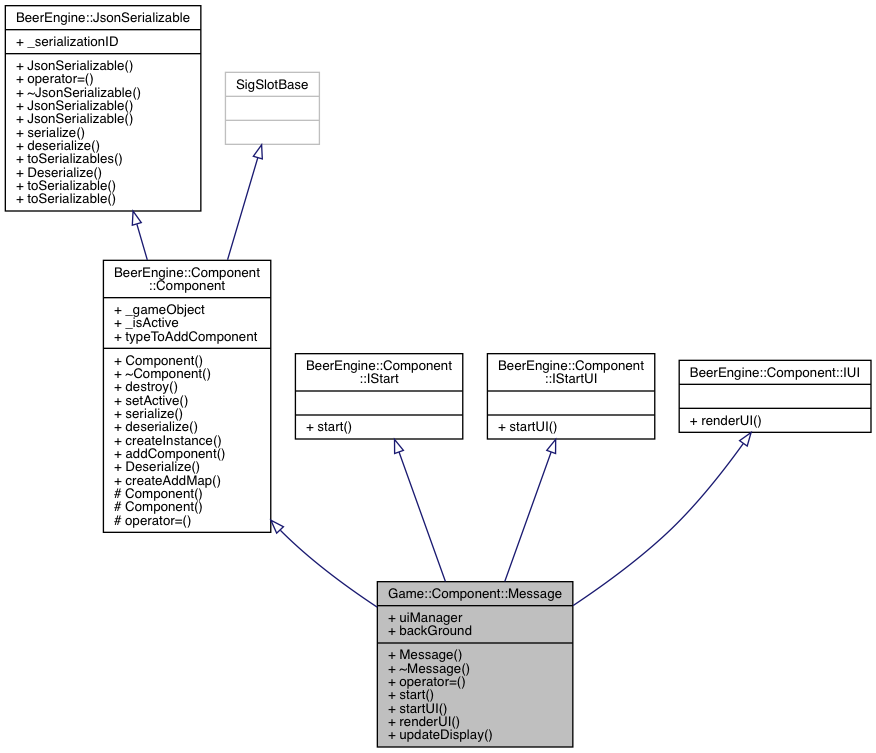 BeerEngine::JsonSerializable
+ _serializationID
+ JsonSerializable()
+ operator=()
+ ~JsonSerializable()
+ JsonSerializable()
+ JsonSerializable()
+ serialize()
+ deserialize()
+ toSerializables()
+ Deserialize()
+ toSerializable()
+ toSerializable()
SigSlotBase
BeerEngine::Component
::Component
+ _gameObject
+ _isActive
+ typeToAddComponent
+ Component()
+ ~Component()
+ destroy()
+ setActive()
+ serialize()
+ deserialize()
+ createInstance()
+ addComponent()
+ Deserialize()
+ createAddMap()
# Component()
# Component()
# operator=()
BeerEngine::Component
::IStart
+ start()
BeerEngine::Component
::IStartUI
+ startUI()
BeerEngine::Component::IUI
+ renderUI()
Game::Component::Message
+ uiManager
+ backGround
+ Message()
+ ~Message()
+ operator=()
+ start()
+ startUI()
+ renderUI()
+ updateDisplay()